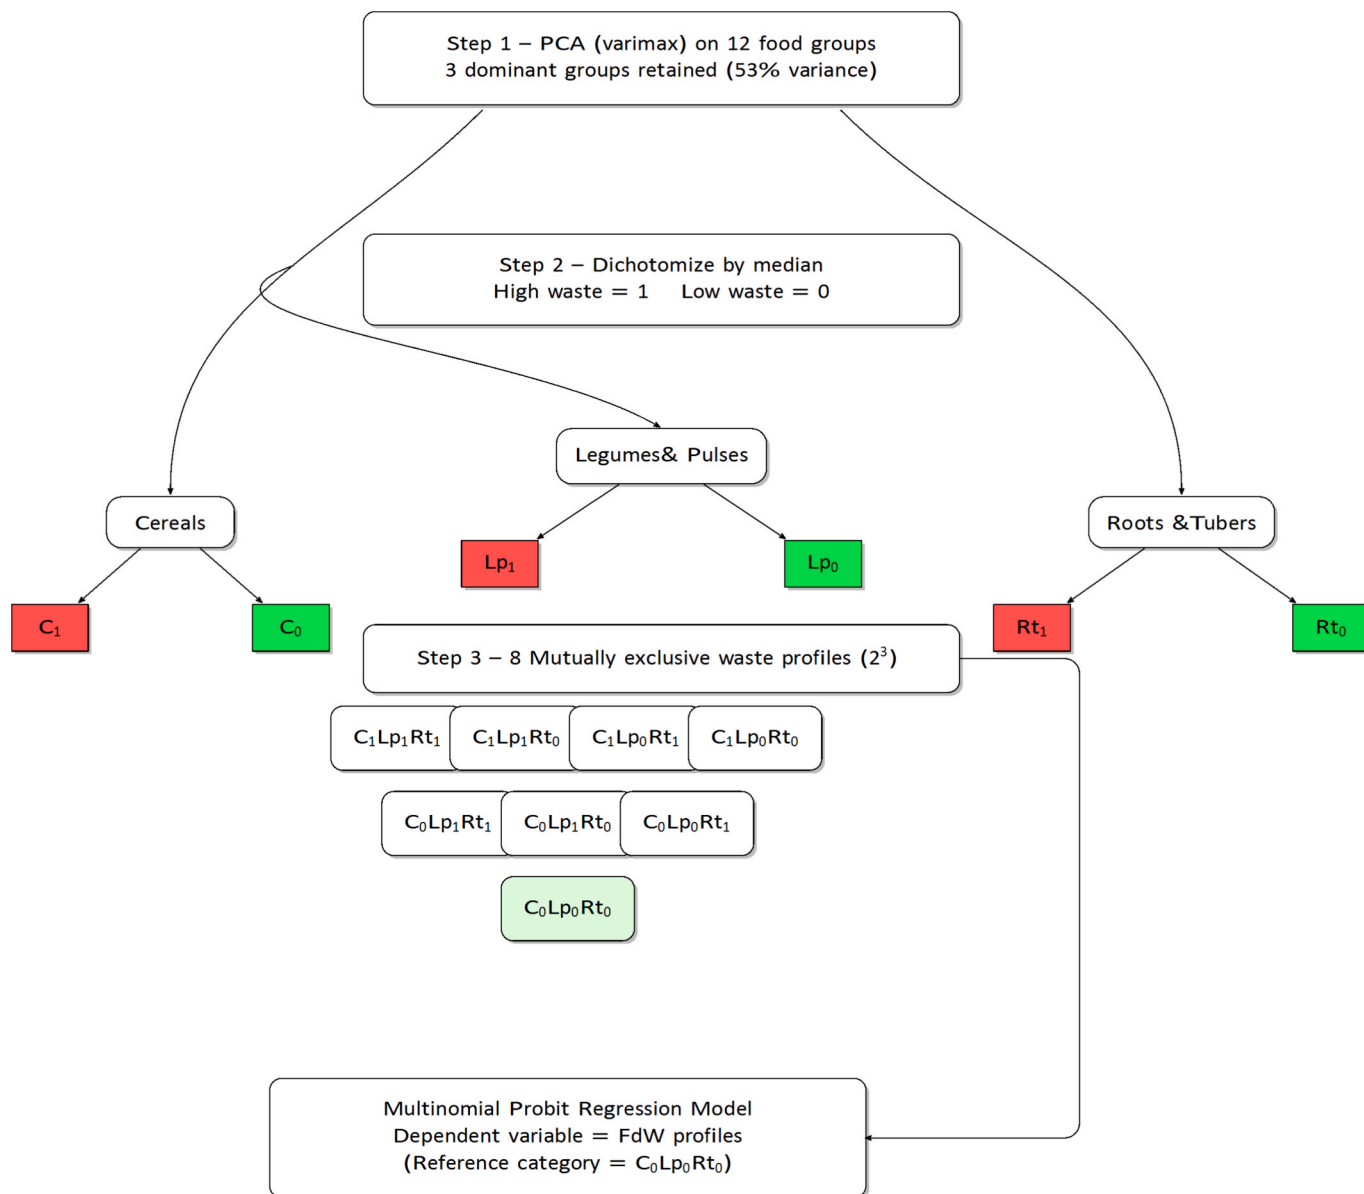 Step 1 – PCA (varimax) on 12 food groups
3 dominant groups retained (53% variance)
Step 2 – Dichotomize by median
High waste = 1 Low waste = 0
Legumes& Pulses
Cereals
Roots &Tubers
Lp₁
Lp₀
C₁
C₀
Rt₁
Rt₀
Step 3 – 8 Mutually exclusive waste profiles (2³)
C₁Lp₁Rt₁
C₁Lp₁Rt₀
C₁Lp₀Rt₁
C₁Lp₀Rt₀
C₀Lp₁Rt₁
C₀Lp₁Rt₀
C₀Lp₀Rt₁
C₀Lp₀Rt₀
Multinomial Probit Regression Model
Dependent variable = FdW profiles
(Reference category = C₀Lp₀Rt₀)